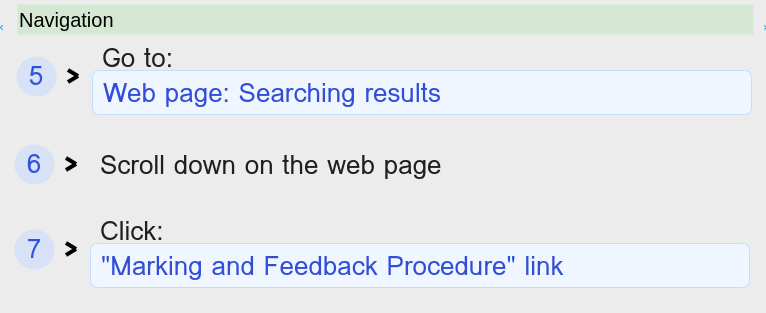 Navigation
5 > Go to:
Web page: Searching results
6 > Scroll down on the web page
7 > Click:
"Marking and Feedback Procedure" link